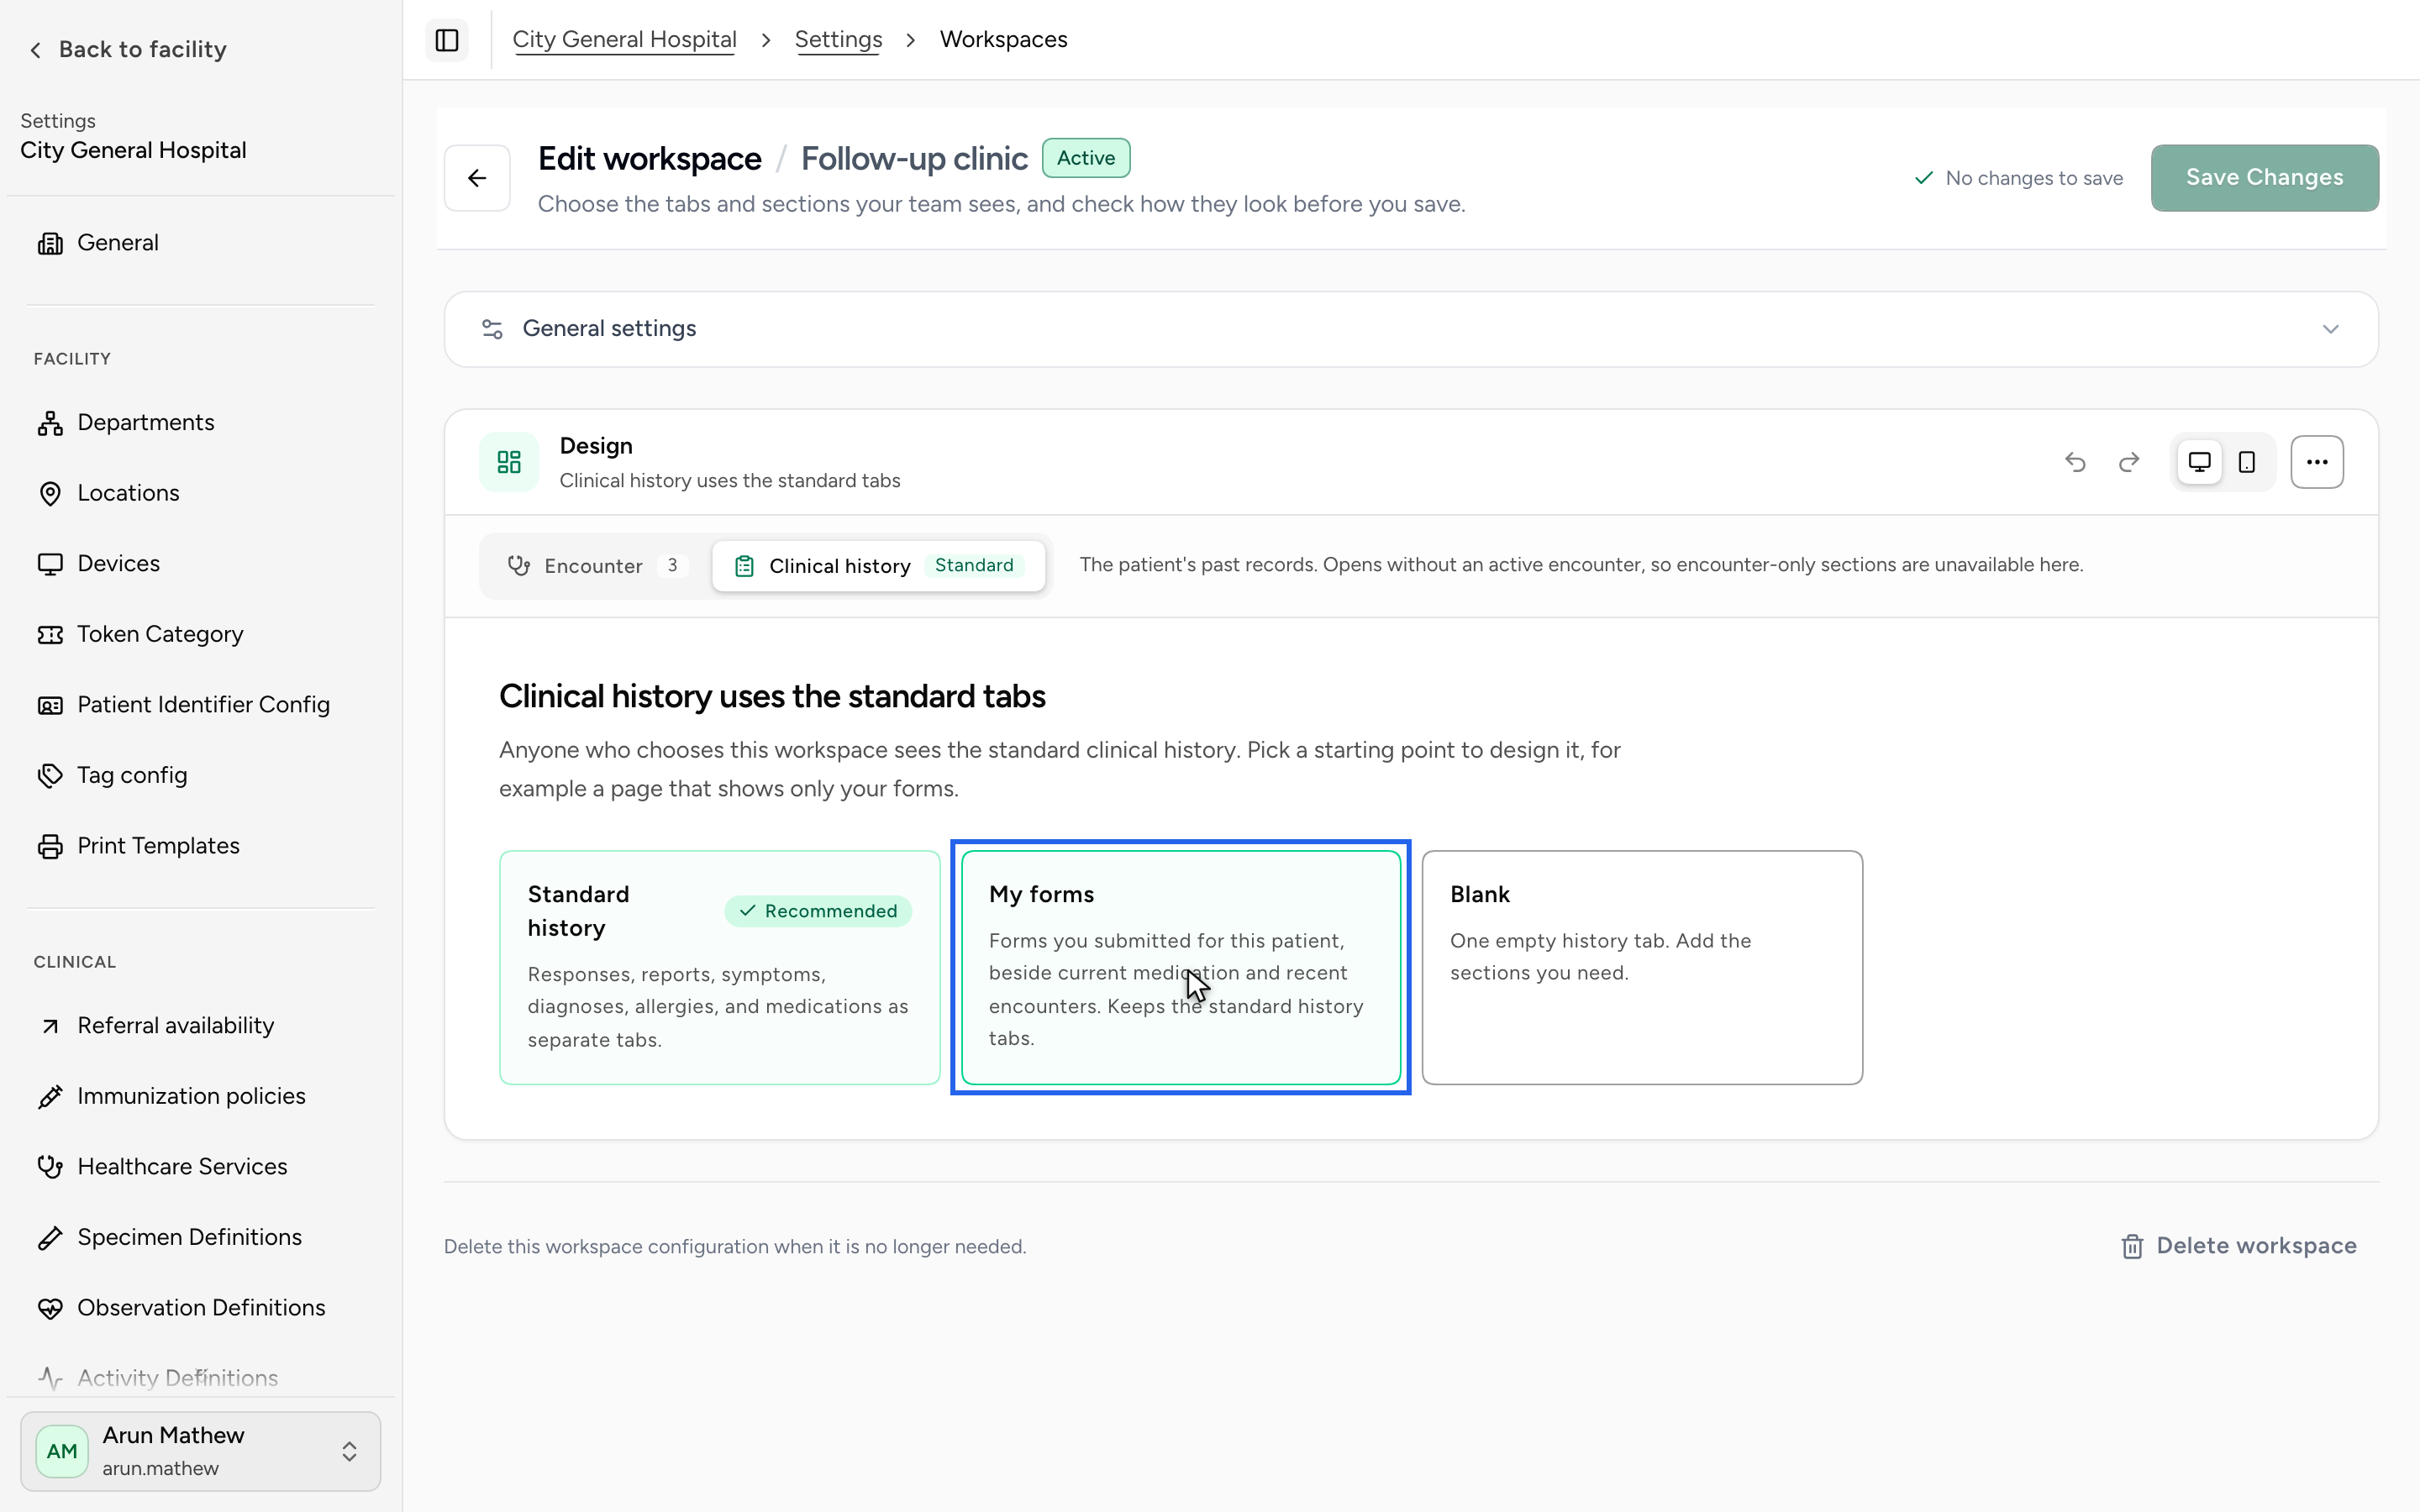 Back to facility
Settings
City General Hospital
General
FACILITY
Departments
Locations
Devices
Token Category
Patient Identifier Config
Tag config
Print Templates
CLINICAL
Referral availability
Immunization policies
Healthcare Services
Specimen Definitions
Observation Definitions
Activity Definitions
AM
Arun Mathew
arun.mathew
City General Hospital > Settings > Workspaces
Edit workspace / Follow-up clinic Active
Choose the tabs and sections your team sees, and check how they look before you save.
No changes to save
Save Changes
General settings
Design
Clinical history uses the standard tabs
Encounter 3
Clinical history Standard
The patient's past records. Opens without an active encounter, so encounter-only sections are unavailable here.
Clinical history uses the standard tabs
Anyone who chooses this workspace sees the standard clinical history. Pick a starting point to design it, for
example a page that shows only your forms.
Standard
history
Recommended
Responses, reports, symptoms,
diagnoses, allergies, and medications as
separate tabs.
My forms
Forms you submitted for this patient,
beside current medication and recent
encounters. Keeps the standard history
tabs.
Blank
One empty history tab. Add the
sections you need.
Delete this workspace configuration when it is no longer needed.
Delete workspace